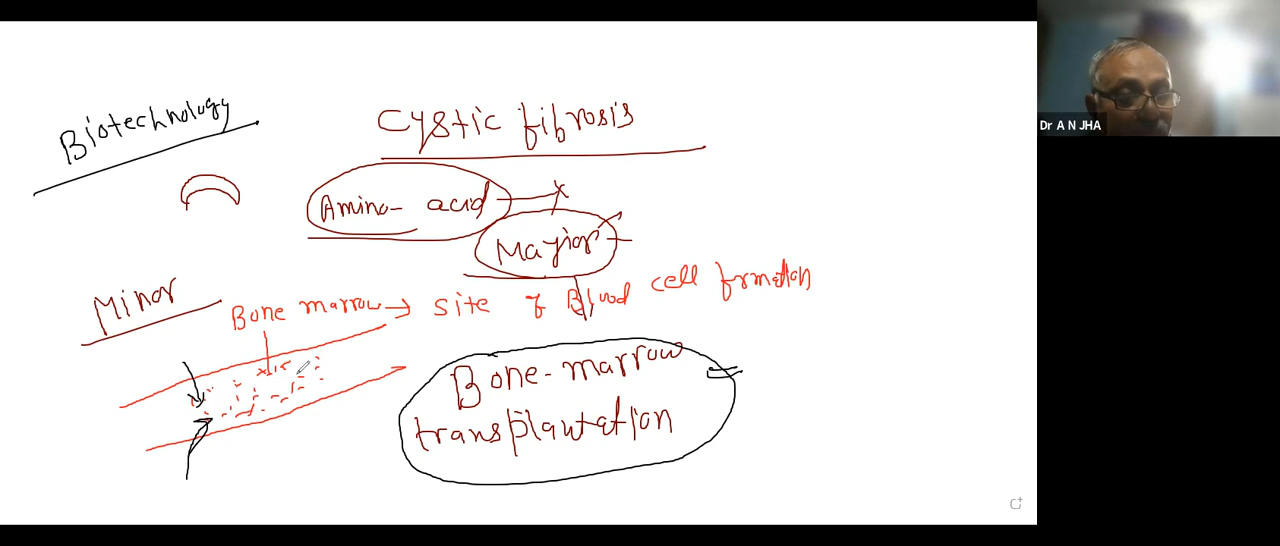 Biotechnology
Cystic fibrosis
Amino- acid
Major
Minor
Bone marrow → site of Blood cell formation
Bone-marrow
transplantation
Dr A N JHA